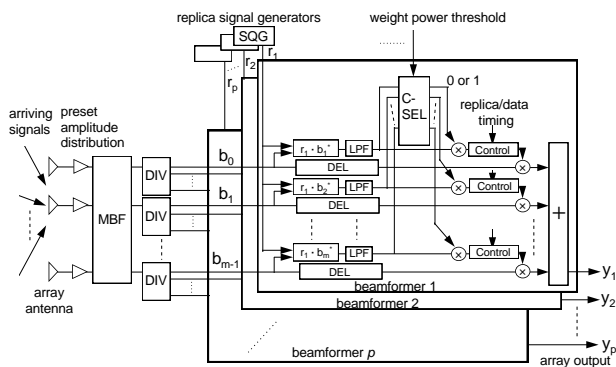 replica signal generators
weight power threshold
SQG
r1
r2
rp
0 or 1
C-
SEL
replica/data
timing
arriving
signals
preset
amplitude
distribution
MBF
DIV
DIV
DIV
b0
b1
bm-1
r1 · b1*
LPF
DEL
Control
r1 · b2*
LPF
DEL
Control
r1 · bm*
LPF
DEL
Control
+
array
antenna
beamformer 1
beamformer 2
beamformer p
y1
y2
yp
array output